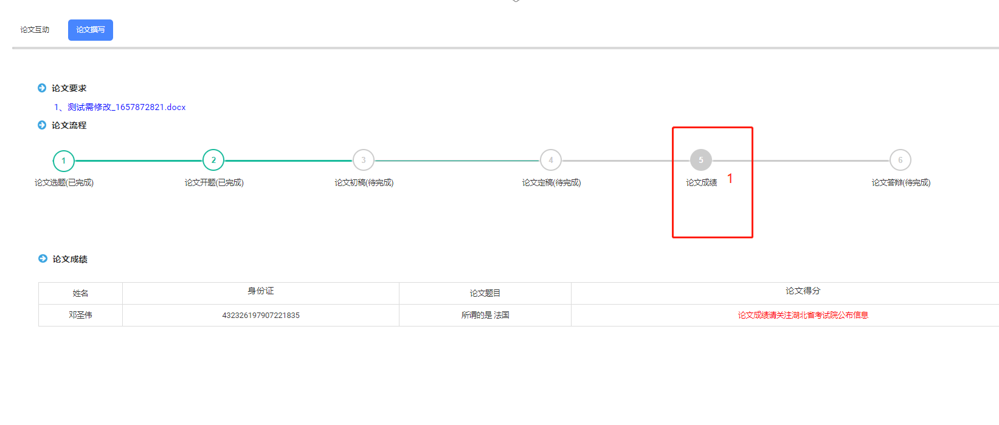 论文互动 论文撰写
论文要求
1、测试需修改_1657872821.docx
论文流程
1 2 3 4 5 6
论文选题(已完成) 论文开题(已完成) 论文初稿(待完成) 论文定稿(待完成) 论文成绩 1 论文答辩(待完成)
论文成绩
姓名 身份证 论文题目 论文得分
邓圣伟 432326197907221835 所谓的是 法国 论文成绩请关注湖北省考试院公布信息